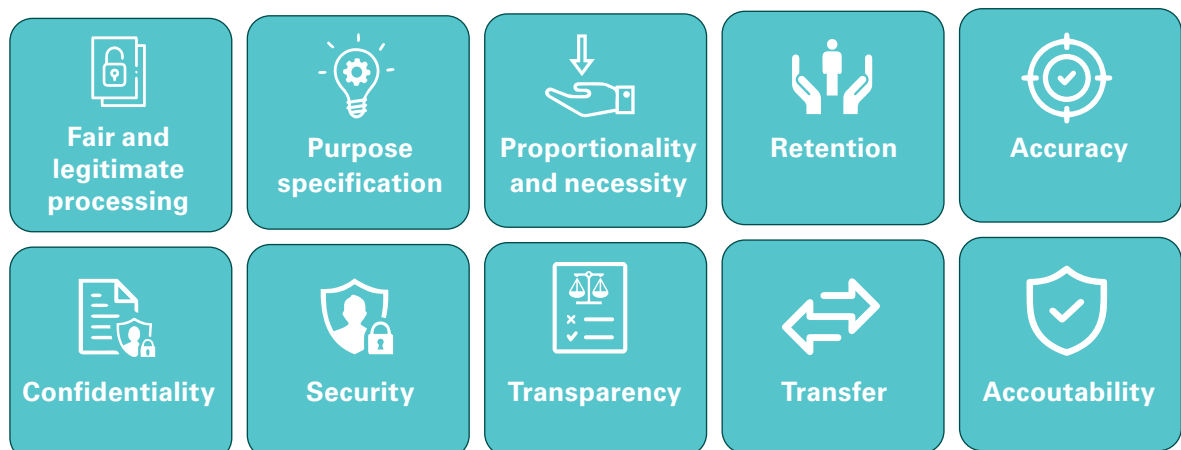 Fair and
legitimate
processing
Purpose
specification
Proportionality
and necessity
Retention
Accuracy
Confidentiality
Security
Transparency
Transfer
Accoutability